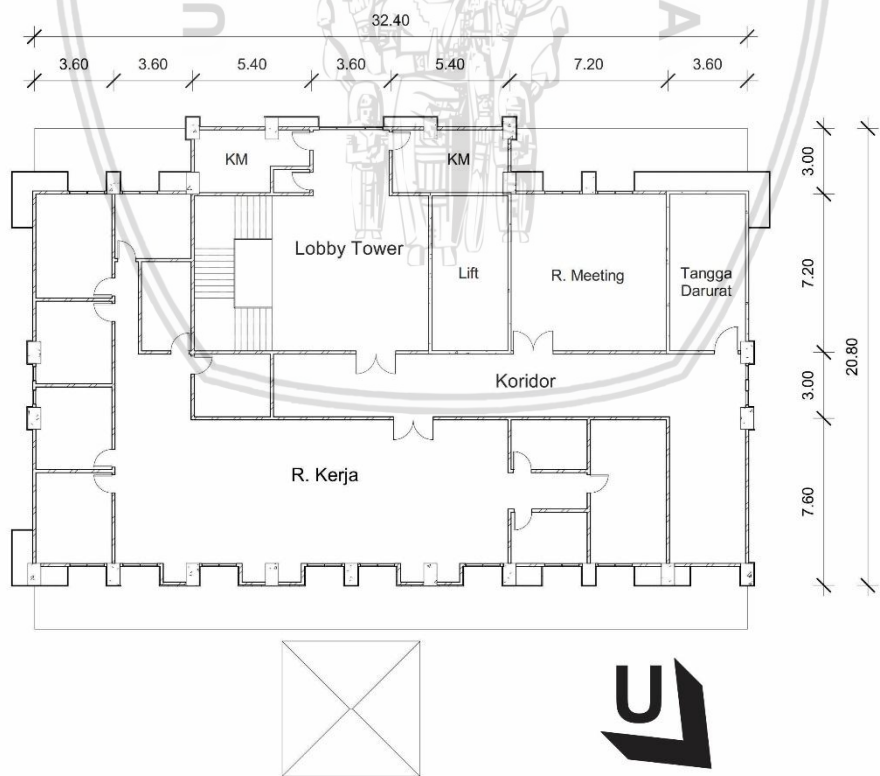 U
A
32.40
3.60
3.60
5.40
3.60
5.40
7.20
3.60
KM
KM
3.00
Lobby Tower
Lift
R. Meeting
Tangga
Darurat
7.20
20.80
Koridor
3.00
R. Kerja
7.60
U